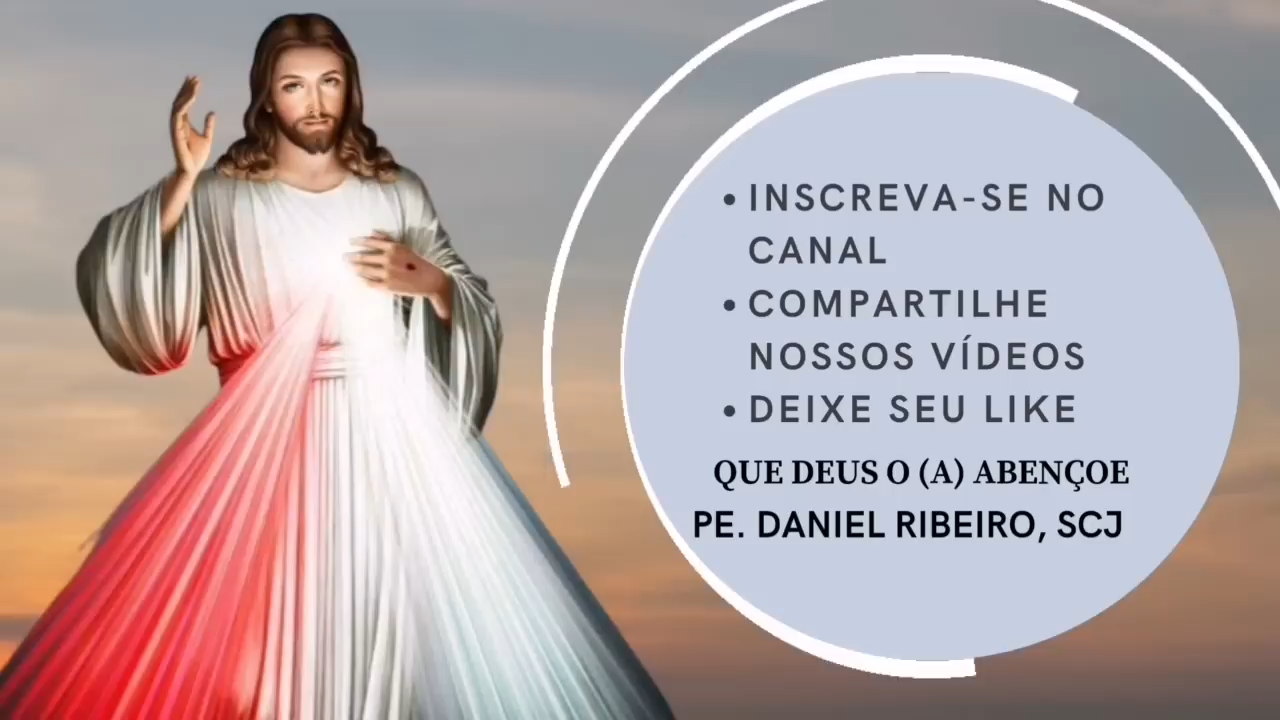 • INSCREVA-SE NO
CANAL
• COMPARTILHE
NOSSOS VÍDEOS
• DEIXE SEU LIKE
QUE DEUS O (A) ABENÇOE
PE. DANIEL RIBEIRO, SCJ